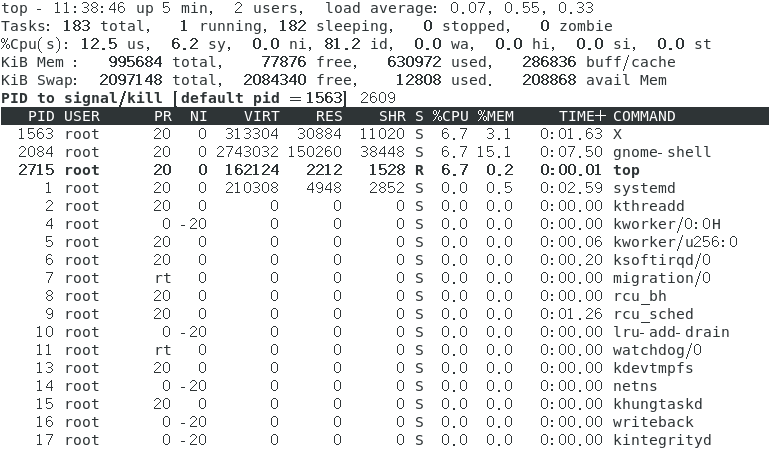 top - 11:38:46 up 5 min,  2 users,  load average: 0.07, 0.55, 0.33
Tasks: 183 total,   1 running, 182 sleeping,   0 stopped,   0 zombie
%Cpu(s): 12.5 us,  6.2 sy,  0.0 ni, 81.2 id,  0.0 wa,  0.0 hi,  0.0 si,  0.0 st
KiB Mem :   995684 total,    77876 free,   630972 used,   286836 buff/cache
KiB Swap:  2097148 total,  2084340 free,    12808 used.   208868 avail Mem
PID to signal/kill [default pid = 1563] 2609
PID USER PR NI VIRT RES SHR S %CPU %MEM TIME+ COMMAND
1563 root 20 0 313304 30884 11020 S 6.7 3.1 0:01.63 X
2084 root 20 0 2743032 150260 38448 S 6.7 15.1 0:07.50 gnome-shell
2715 root 20 0 162124 2212 1528 R 6.7 0.2 0:00.01 top
1 root 20 0 210308 4948 2852 S 0.0 0.5 0:02.59 systemd
2 root 20 0 0 0 0 S 0.0 0.0 0:00.00 kthreadd
4 root 0 -20 0 0 0 S 0.0 0.0 0:00.00 kworker/0:0H
5 root 20 0 0 0 0 S 0.0 0.0 0:00.06 kworker/u256:0
6 root 20 0 0 0 0 S 0.0 0.0 0:00.20 ksoftirqd/0
7 root rt 0 0 0 0 S 0.0 0.0 0:00.00 migration/0
8 root 20 0 0 0 0 S 0.0 0.0 0:00.00 rcu_bh
9 root 20 0 0 0 0 S 0.0 0.0 0:01.26 rcu_sched
10 root 0 -20 0 0 0 S 0.0 0.0 0:00.00 lru-add-drain
11 root rt 0 0 0 0 S 0.0 0.0 0:00.00 watchdog/0
13 root 20 0 0 0 0 S 0.0 0.0 0:00.00 kdevtmpfs
14 root 0 -20 0 0 0 S 0.0 0.0 0:00.00 netns
15 root 20 0 0 0 0 S 0.0 0.0 0:00.00 khungtaskd
16 root 0 -20 0 0 0 S 0.0 0.0 0:00.00 writeback
17 root 0 -20 0 0 0 S 0.0 0.0 0:00.00 kintegrityd